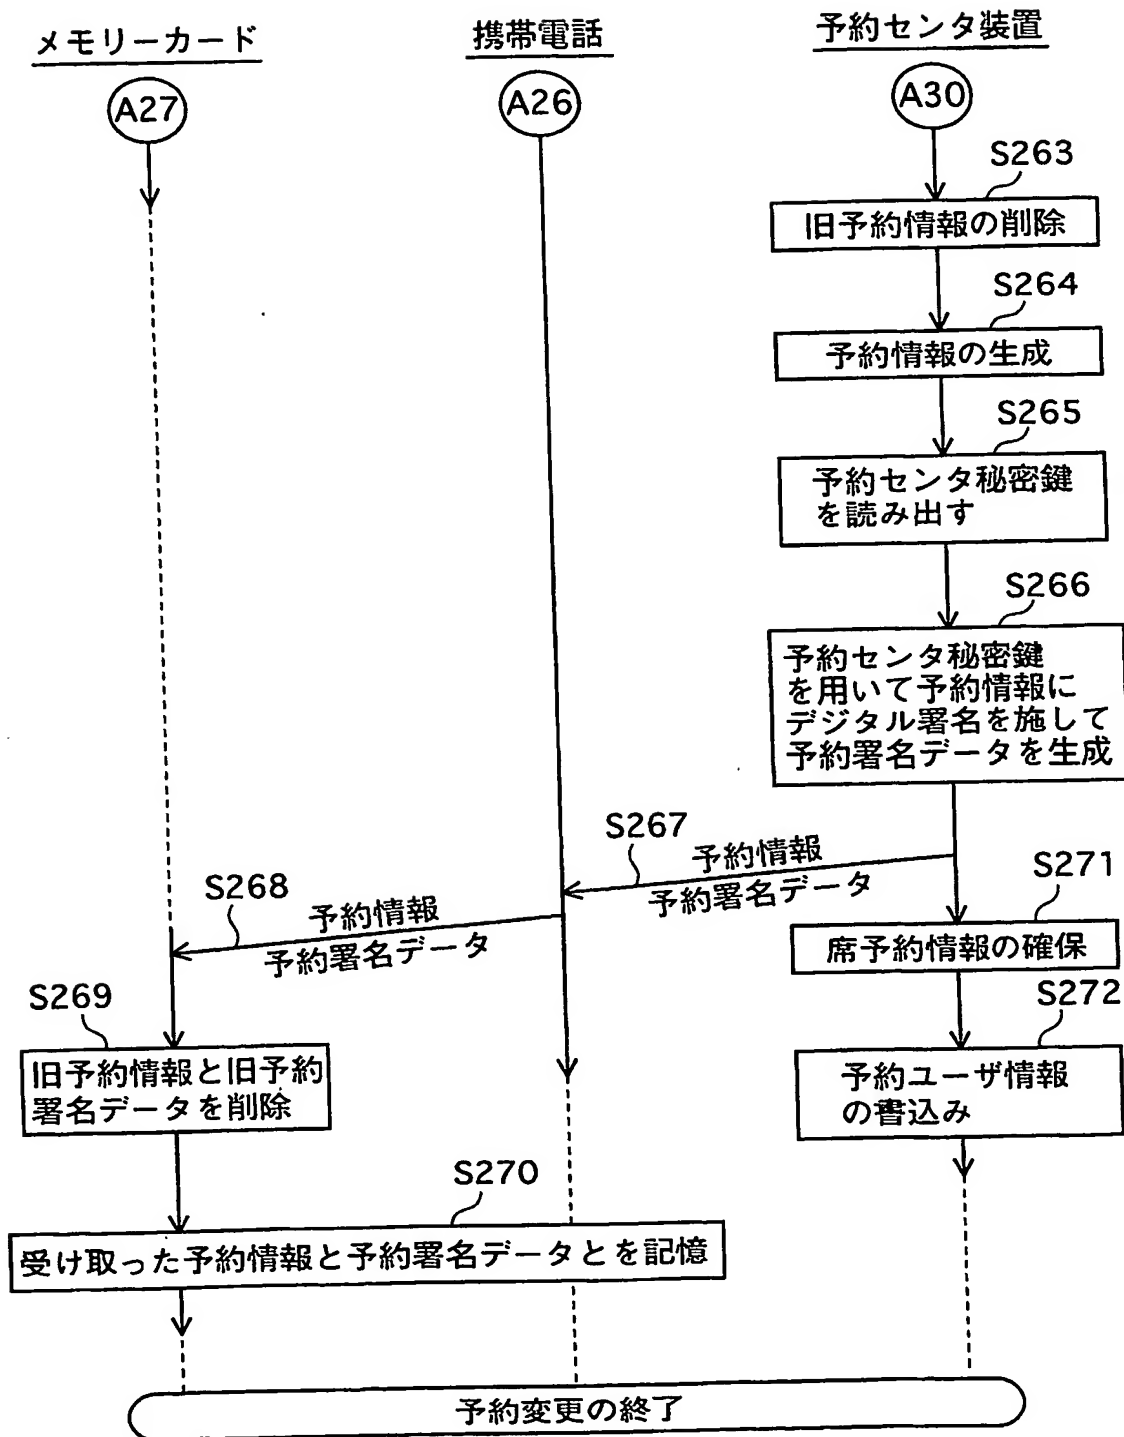 メモリーカード
携帯電話
予約センタ装置
A27
A26
A30
S263
旧予約情報の削除
S264
予約情報の生成
S265
予約センタ秘密鍵
を読み出す
S266
予約センタ秘密鍵
を用いて予約情報に
デジタル署名を施して
予約署名データを生成
S267
予約情報
予約署名データ
S268
予約情報
予約署名データ
S271
席予約情報の確保
S272
予約ユーザ情報
の書込み
S269
旧予約情報と旧予約
署名データを削除
S270
受け取った予約情報と予約署名データとを記憶
予約変更の終了